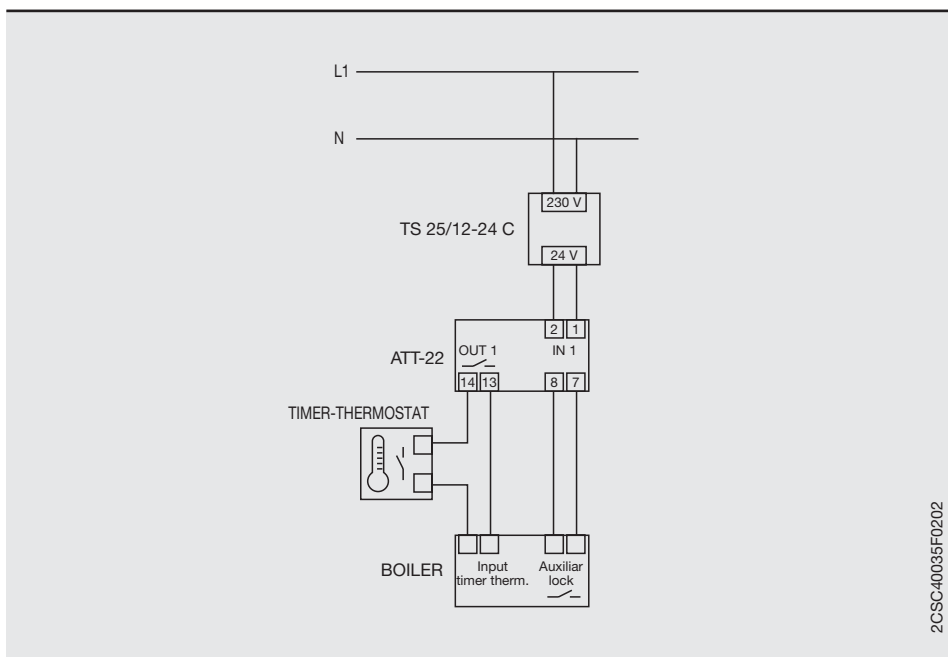 L1
N
230 V
TS 25/12-24 C
24 V
2 1
ATT-22
OUT 1 IN 1
14 13 8 7
TIMER-THERMOSTAT
BOILER
Input
timer therm.
Auxiliar
lock
2CSC40035F0202